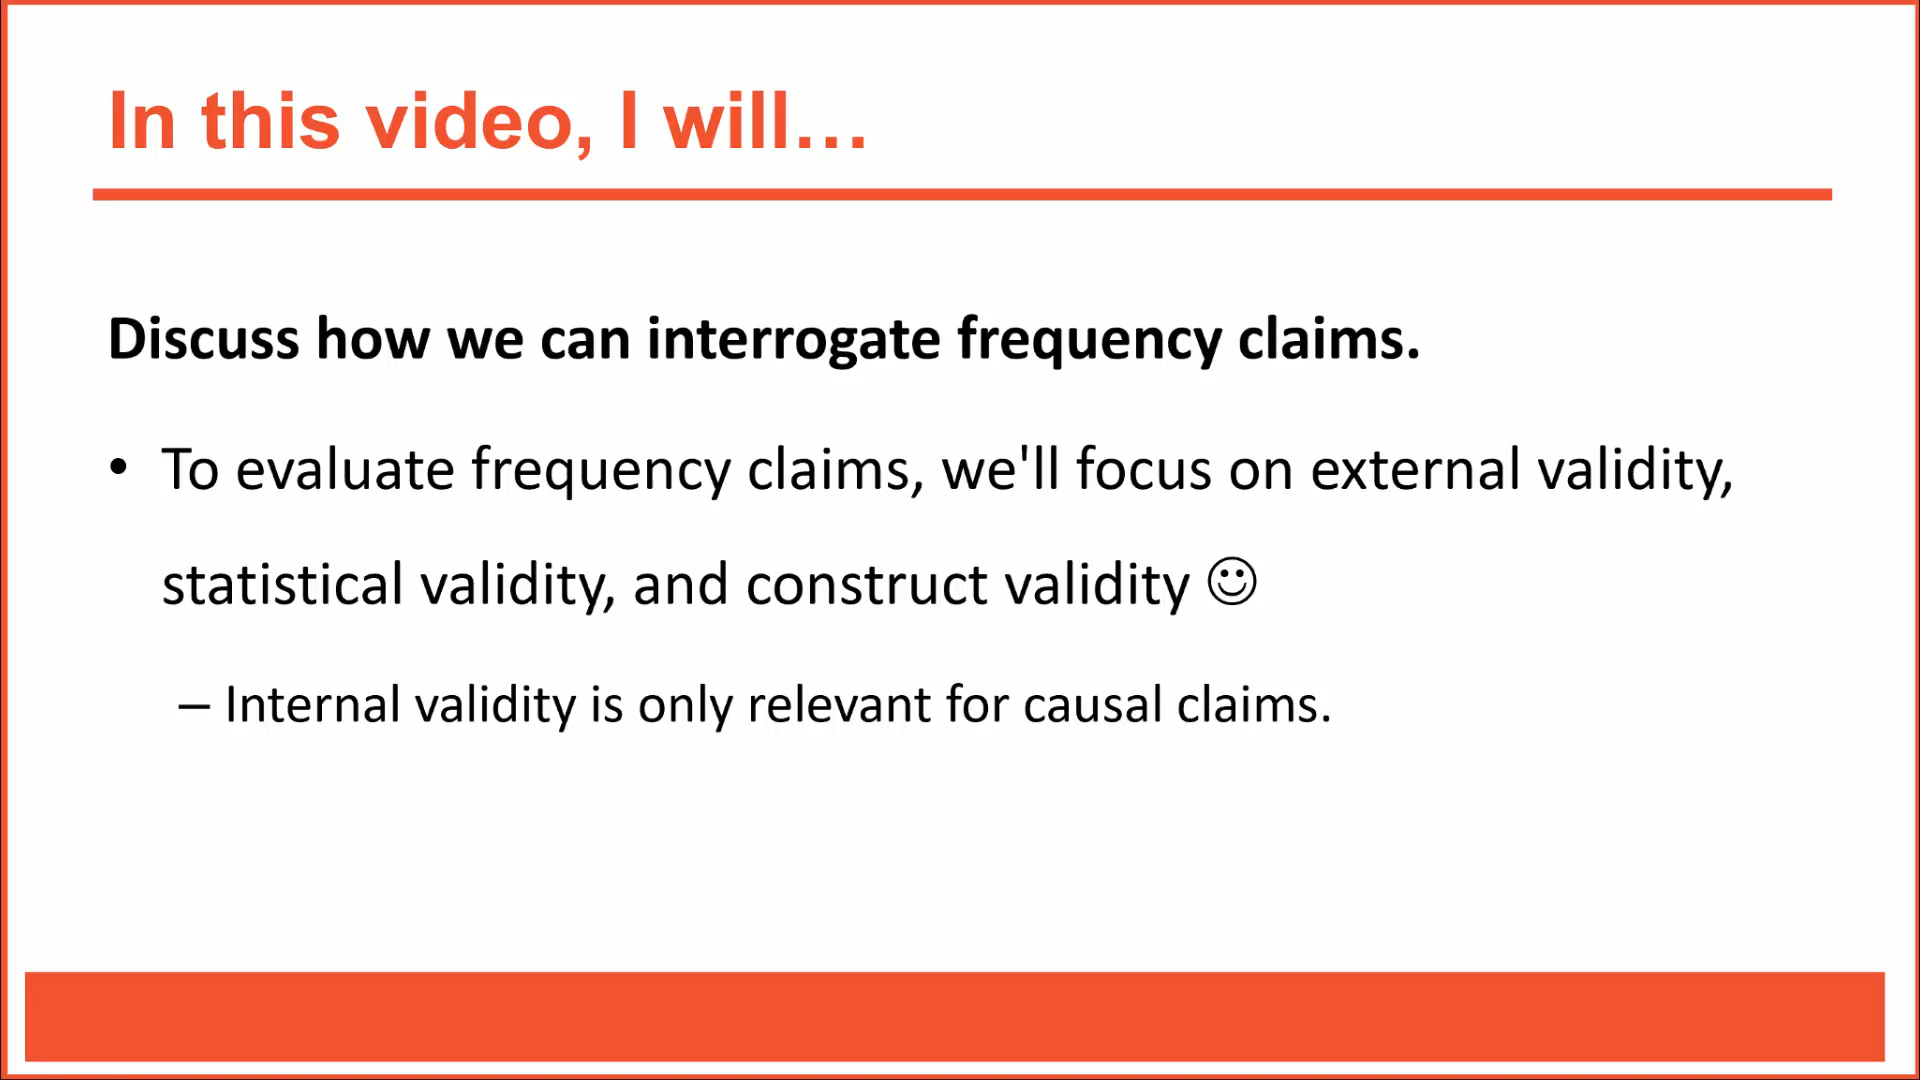 In this video, I will…
Discuss how we can interrogate frequency claims.
• To evaluate frequency claims, we'll focus on external validity,
statistical validity, and construct validity ☺
– Internal validity is only relevant for causal claims.